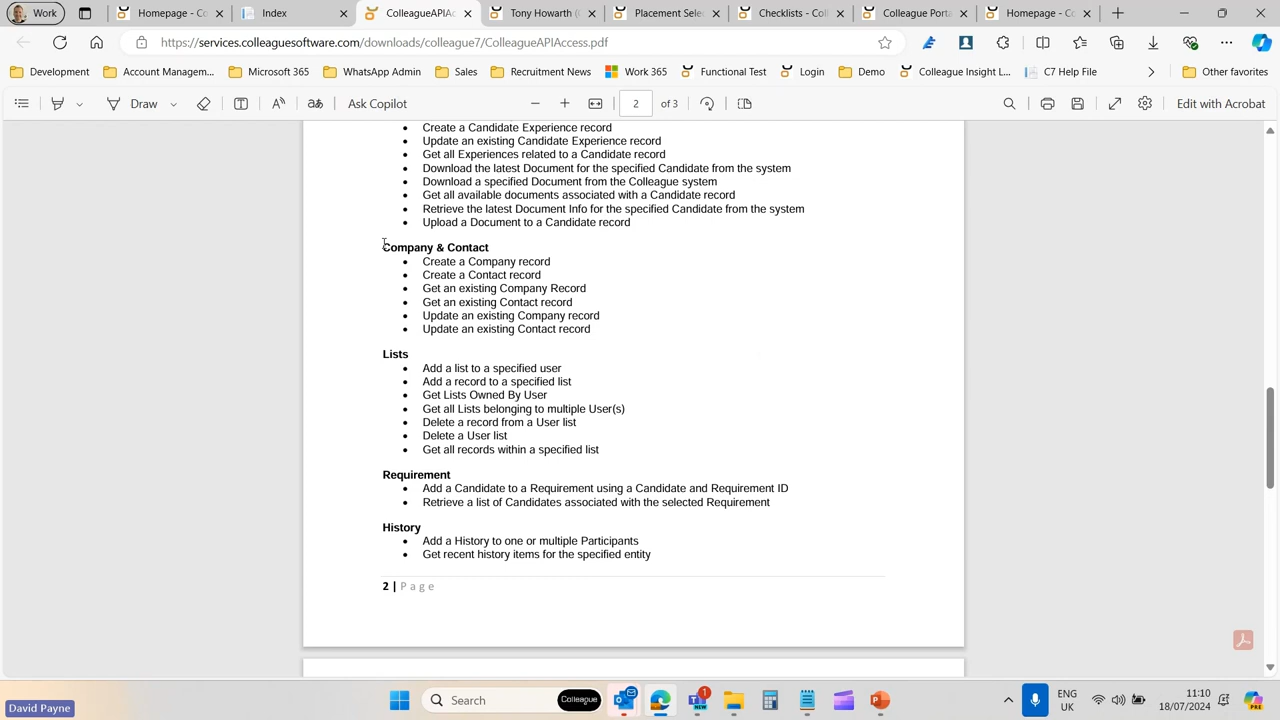 Work
Homepage - Co
Index
ColleagueAPIAc
Tony Howarth (
Placement Sele
Checklists - Coll
Colleague Porta
Homepage - Co
https://services.colleaguesoftware.com/downloads/colleague7/ColleagueAPIAccess.pdf
Development
Account Managem...
Microsoft 365
WhatsApp Admin
Sales
Recruitment News
Work 365
Functional Test
Login
Demo
Colleague Insight L...
C7 Help File
Other favorites
Draw
Ask Copilot
2 of 3
Edit with Acrobat
• Create a Candidate Experience record
• Update an existing Candidate Experience record
• Get all Experiences related to a Candidate record
• Download the latest Document for the specified Candidate from the system
• Download a specified Document from the Colleague system
• Get all available documents associated with a Candidate record
• Retrieve the latest Document Info for the specified Candidate from the system
• Upload a Document to a Candidate record
Company & Contact
• Create a Company record
• Create a Contact record
• Get an existing Company Record
• Get an existing Contact record
• Update an existing Company record
• Update an existing Contact record
Lists
• Add a list to a specified user
• Add a record to a specified list
• Get Lists Owned By User
• Get all Lists belonging to multiple User(s)
• Delete a record from a User list
• Delete a User list
• Get all records within a specified list
Requirement
• Add a Candidate to a Requirement using a Candidate and Requirement ID
• Retrieve a list of Candidates associated with the selected Requirement
History
• Add a History to one or multiple Participants
• Get recent history items for the specified entity
2 | Page
David Payne
Search
Colleague
1
ENG
UK
18/07/2024